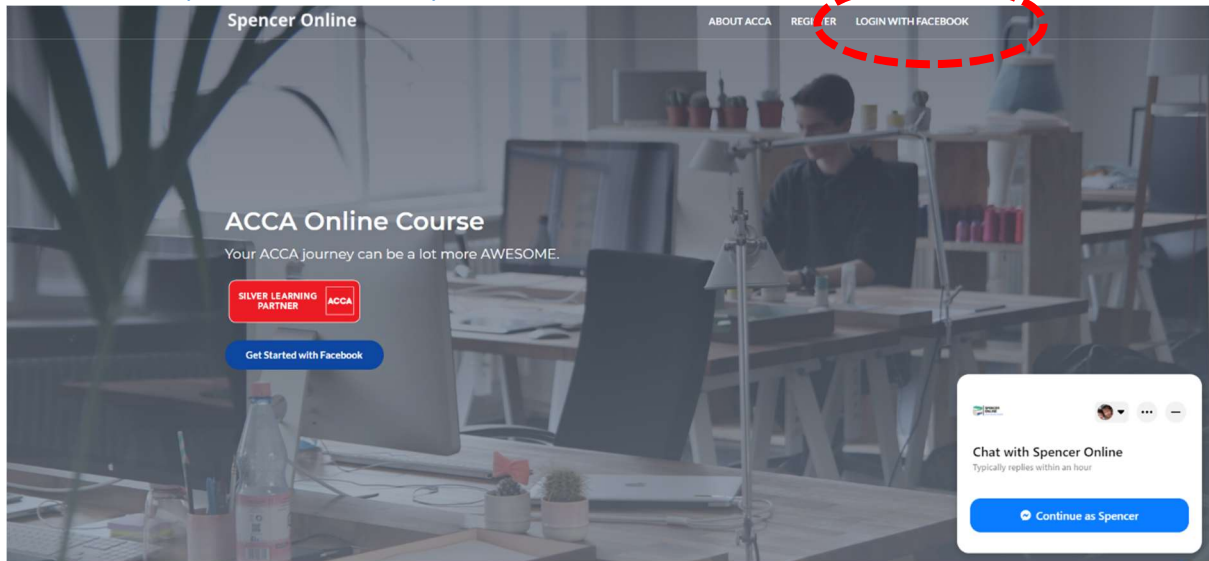 Spencer Online
ABOUT ACCA REGISTER LOGIN WITH FACEBOOK
ACCA Online Course
Your ACCA journey can be a lot more AWESOME.
SILVER LEARNING
PARTNER
ACCA
Get Started with Facebook
Chat with Spencer Online
Typically replies within an hour
Continue as Spencer